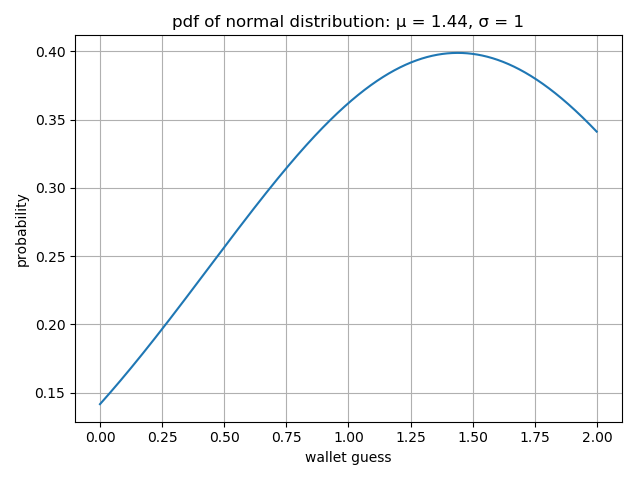 pdf of normal distribution: μ = 1.44, σ = 1
0.40
0.35
0.30
0.25
0.20
0.15
probability
0.00 0.25 0.50 0.75 1.00 1.25 1.50 1.75 2.00
wallet guess